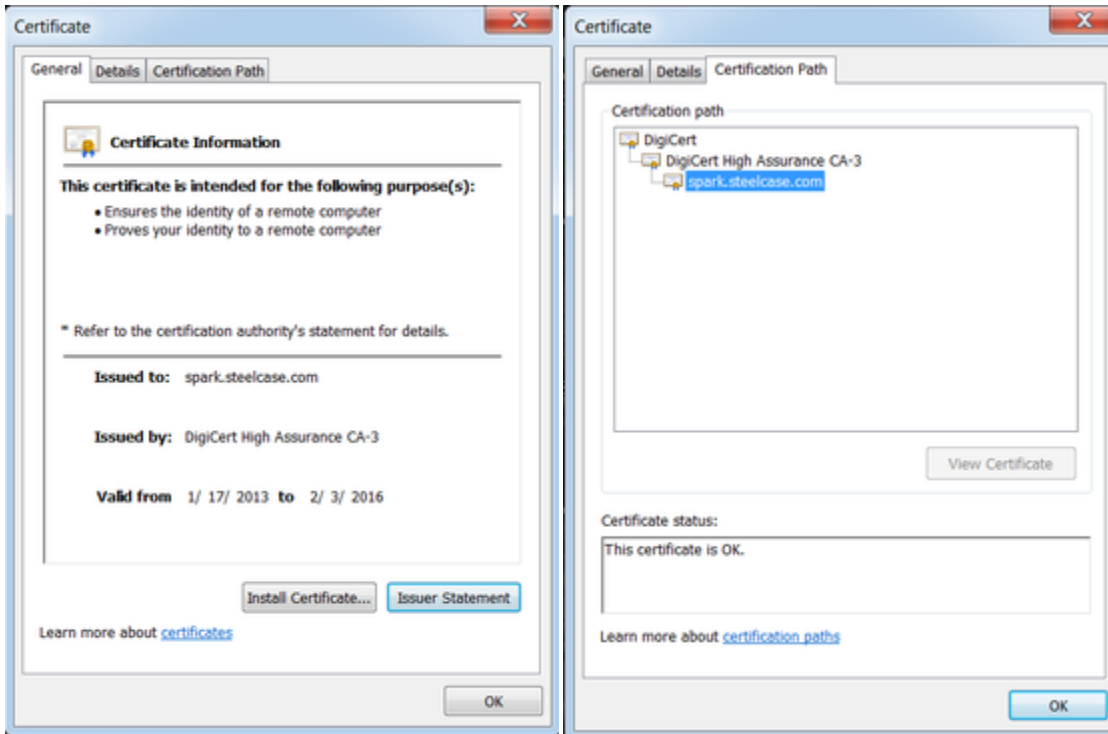 Certificate
General Details Certification Path
Certificate Information
This certificate is intended for the following purpose(s):
• Ensures the identity of a remote computer
• Proves your identity to a remote computer
* Refer to the certification authority's statement for details.
Issued to: spark.steelcase.com
Issued by: DigiCert High Assurance CA-3
Valid from 1/ 17/ 2013 to 2/ 3/ 2016
Install Certificate... Issuer Statement
Learn more about certificates
OK
Certificate
General Details Certification Path
Certification path
DigiCert
DigiCert High Assurance CA-3
spark.steelcase.com
View Certificate
Certificate status:
This certificate is OK.
Learn more about certification paths
OK